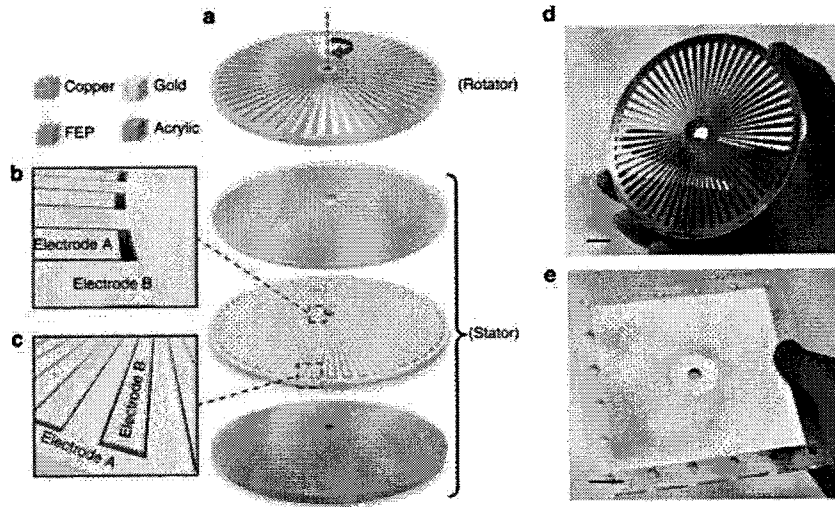 a
Copper
Gold
FEP
Acrylic
(Rotator)
b
Electrode A
Electrode B
c
Electrode B
Electrode A
(Stator)
d
e